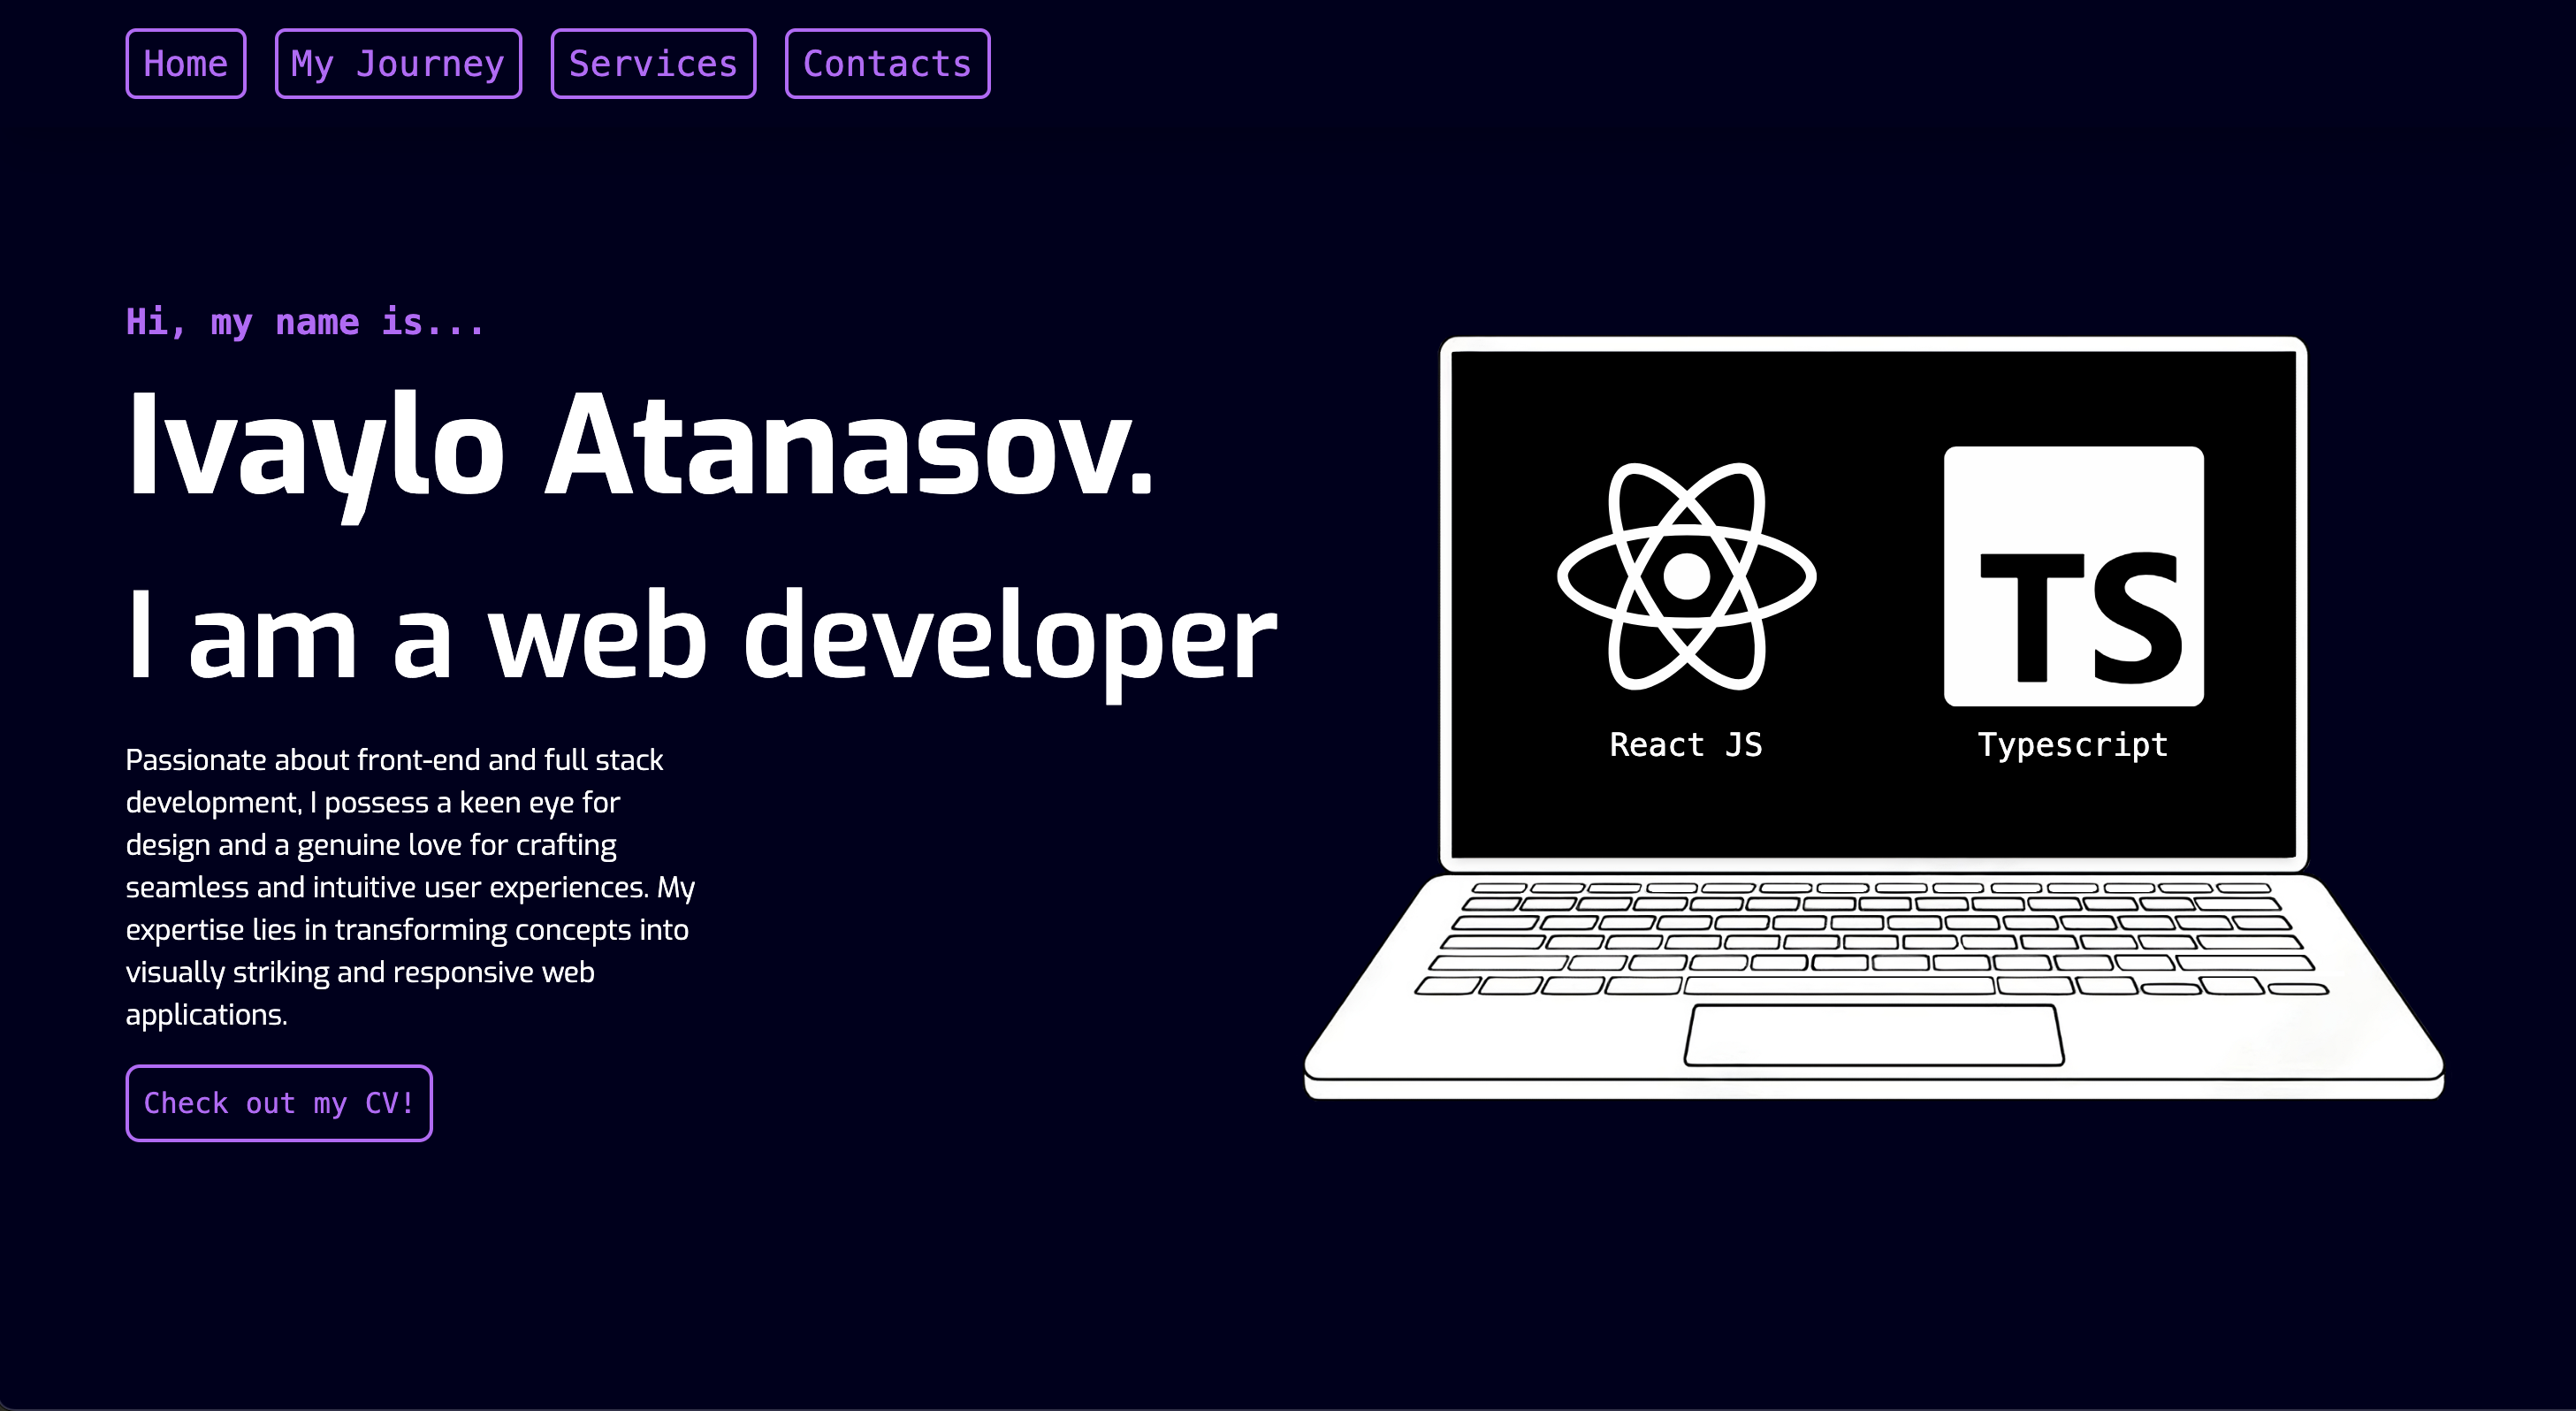 Home My Journey Services Contacts
Hi, my name is...
Ivaylo Atanasov.
I am a web developer
Passionate about front-end and full stack
development, I possess a keen eye for
design and a genuine love for crafting
seamless and intuitive user experiences. My
expertise lies in transforming concepts into
visually striking and responsive web
applications.
Check out my CV!
TS
React JS Typescript